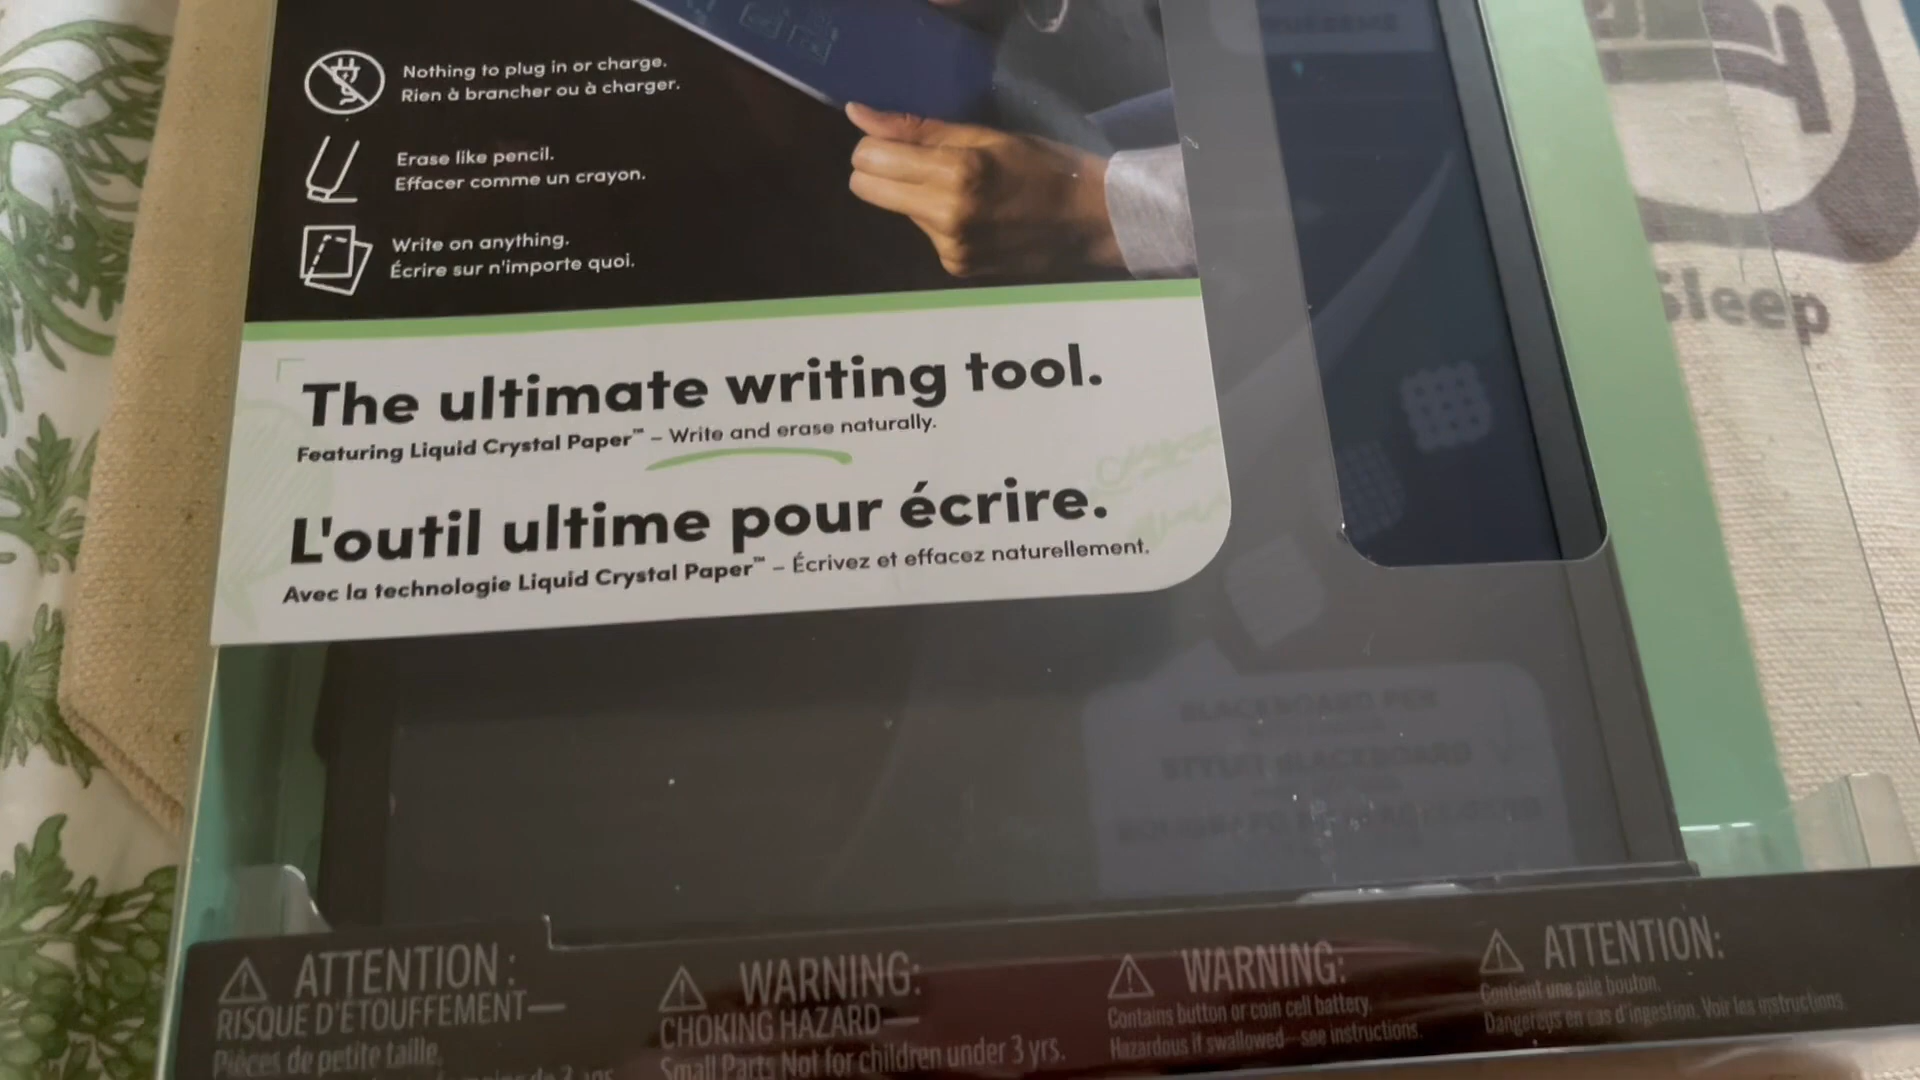 Nothing to plug in or charge.
Rien à brancher ou à charger.
Erase like pencil.
Effacer comme un crayon.
Write on anything.
Écrire sur n'importe quoi.
The ultimate writing tool.
Featuring Liquid Crystal Paper™ – Write and erase naturally.
L'outil ultime pour écrire.
Avec la technologie Liquid Crystal Paper™ – Écrivez et effacez naturellement.
Sleep
BLACKBOARD PEN
STYLET BLACKBOARD
ATTENTION :
RISQUE D'ÉTOUFFEMENT—
Pièces de petite taille.
WARNING:
CHOKING HAZARD—
Small Parts Not for children under 3 yrs.
WARNING:
Contains button or coin cell battery.
Hazardous if swallowed—see instructions.
ATTENTION:
Contient une pile bouton.
Dangereux en cas d'ingestion. Voir les instructions.